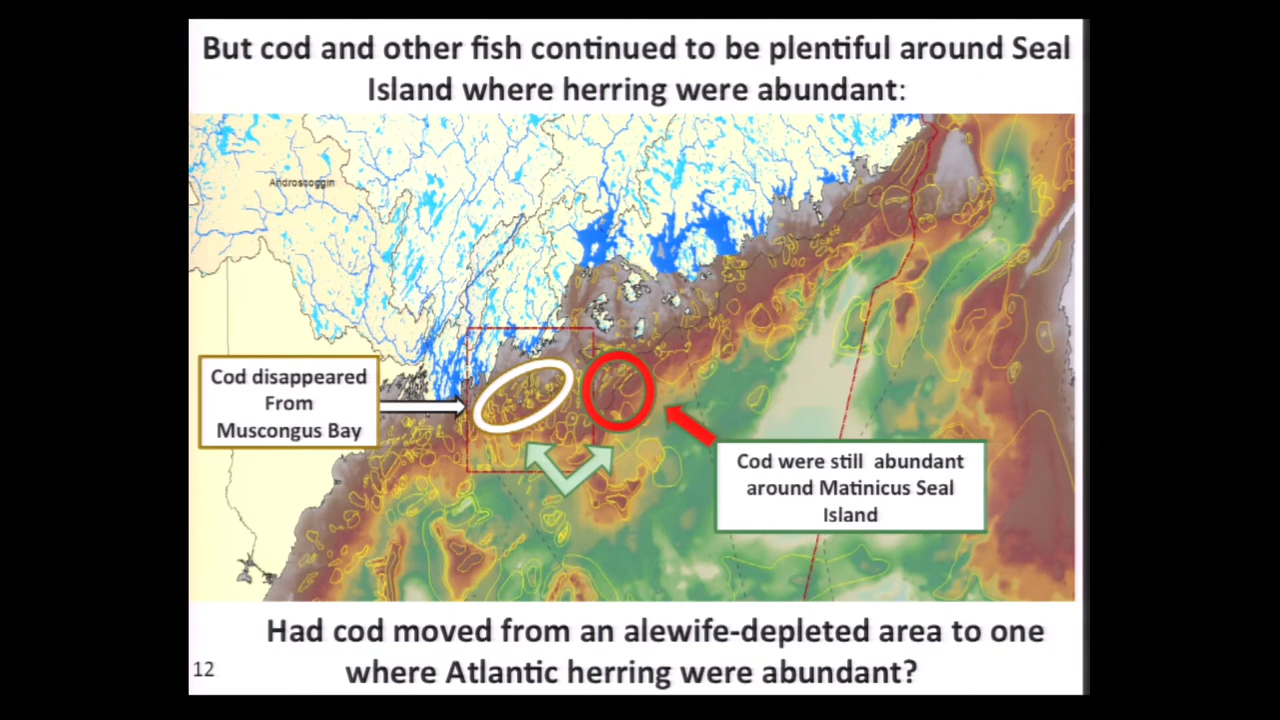 But cod and other fish continued to be plentiful around Seal
Island where herring were abundant:
Androscoggin
Cod disappeared
From
Muscongus Bay
Cod were still abundant
around Matinicus Seal
Island
Had cod moved from an alewife-depleted area to one
where Atlantic herring were abundant?
12